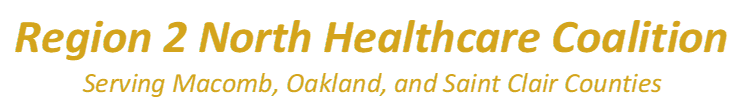 Region 2 North Healthcare Coalition
Serving Macomb, Oakland, and Saint Clair Counties